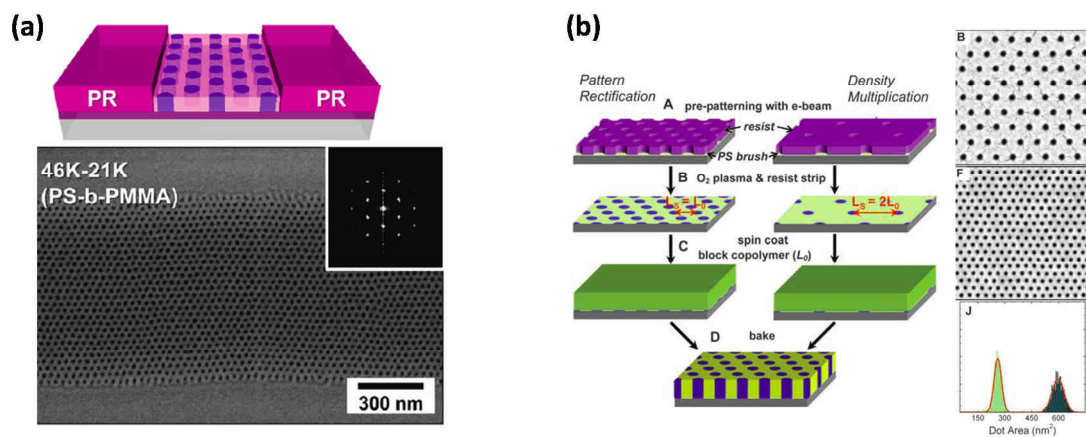 (a)
PR
PR
46K-21K
(PS-b-PMMA)
300 nm
(b)
Pattern
Rectification
Density
Multiplication
A pre-patterning with e-beam
resist
PS brush
B O₂ plasma & resist strip
Lₛ = L₀
Lₛ = 2L₀
C spin coat
block copolymer (L₀)
D bake
B
F
J
150 300 450 600
Dot Area (nm²)